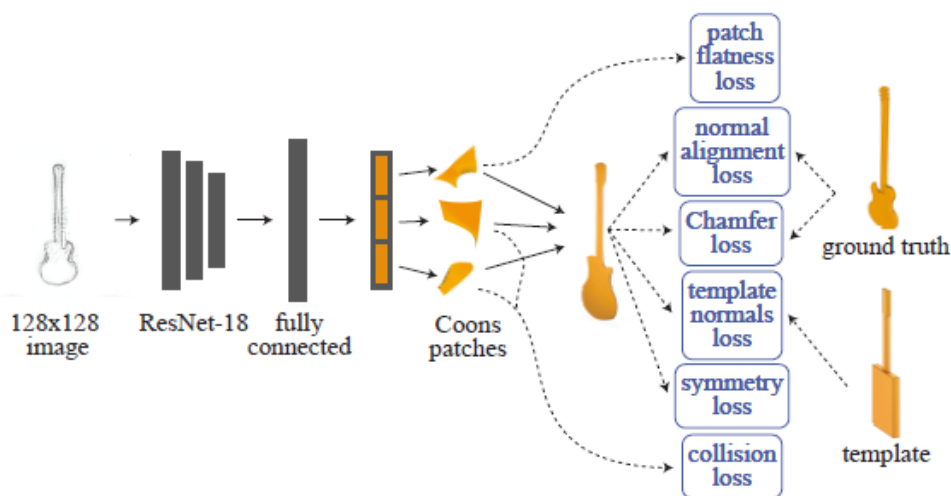 patch
flatness
loss
normal
alignment
loss
Chamfer
loss
ground truth
template
normals
loss
128x128
image
ResNet-18
fully
connected
Coons
patches
symmetry
loss
collision
loss
template